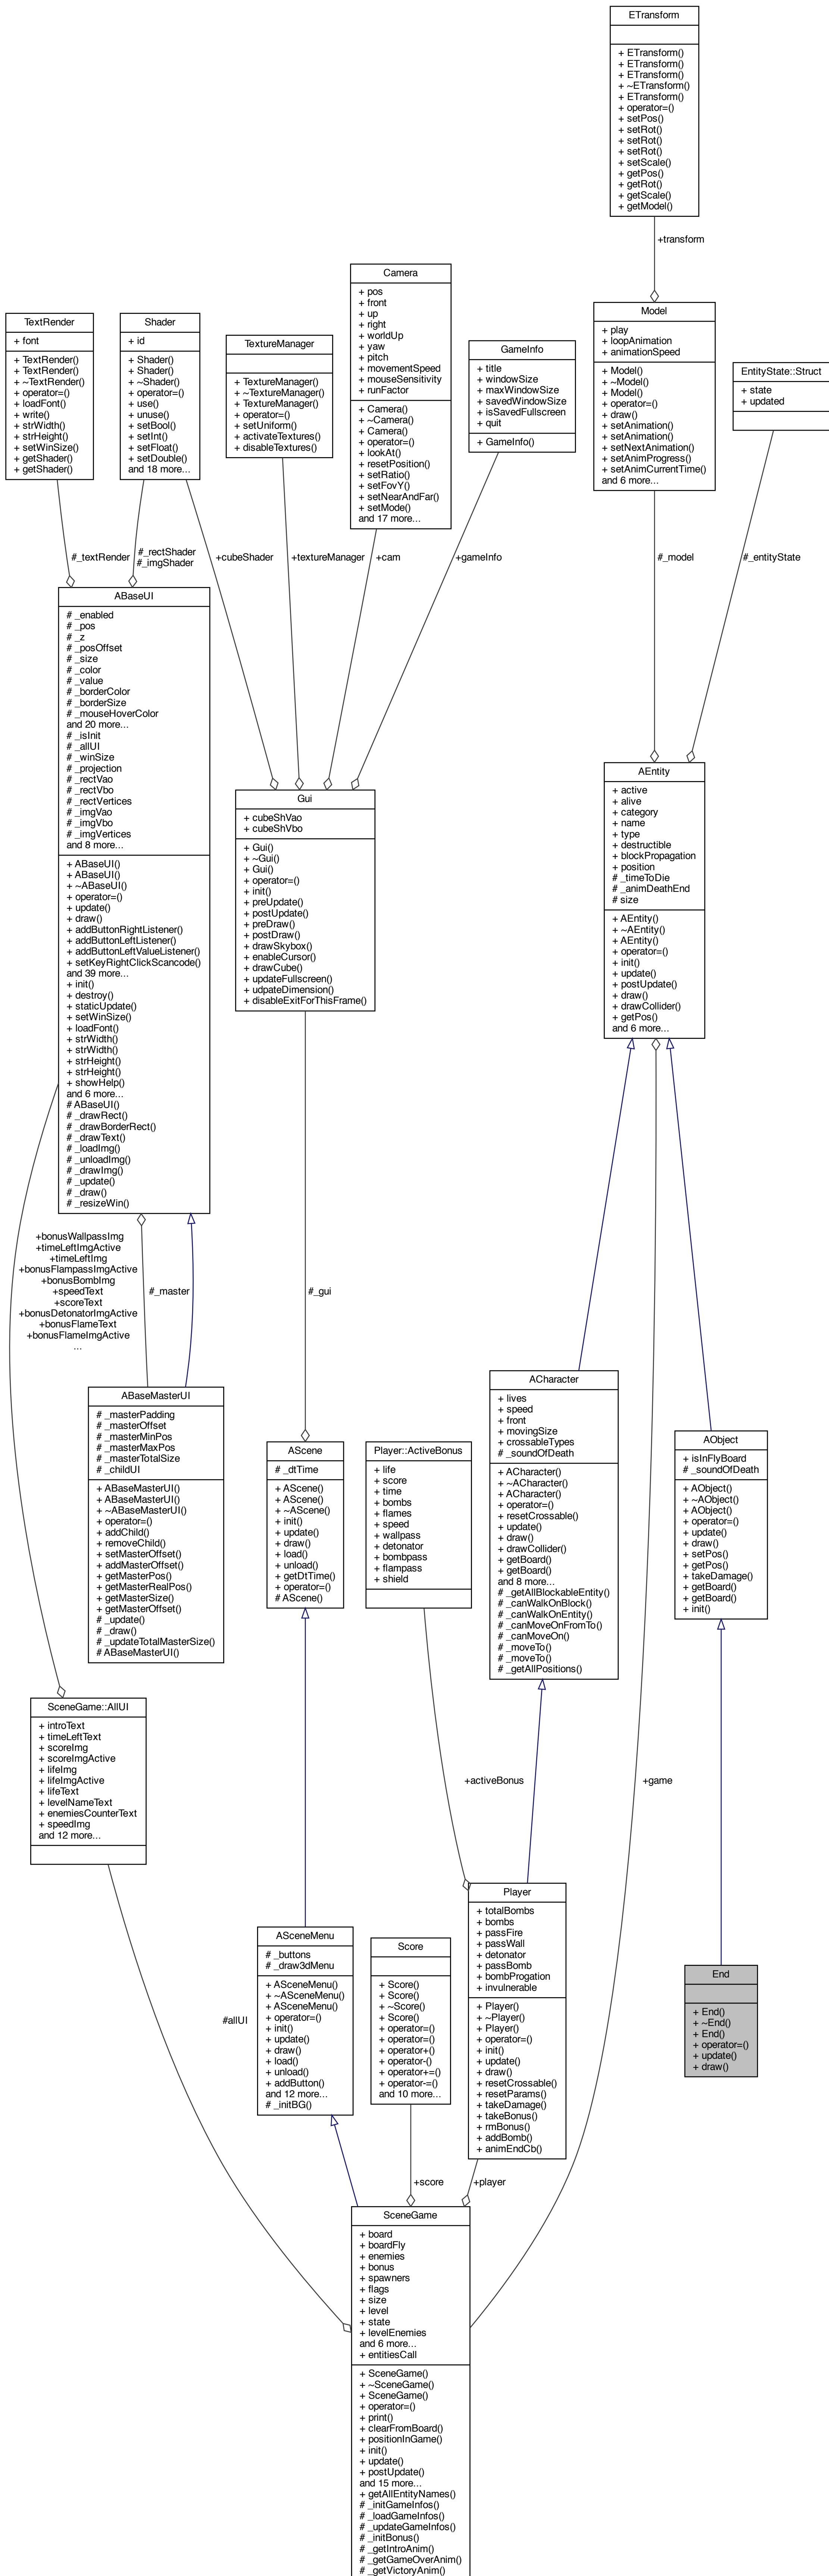 ETransform
+ ETransform()
+ ETransform()
+ ETransform()
+ ~ETransform()
+ ETransform()
+ operator=()
+ setPos()
+ setRot()
+ setRot()
+ setRot()
+ setScale()
+ getPos()
+ getRot()
+ getScale()
+ getModel()
+transform
Camera
+ pos
+ front
+ up
+ right
+ worldUp
+ yaw
+ pitch
+ movementSpeed
+ mouseSensitivity
+ runFactor
+ Camera()
+ ~Camera()
+ Camera()
+ operator=()
+ lookAt()
+ resetPosition()
+ setRatio()
+ setFovY()
+ setNearAndFar()
+ setMode()
and 17 more...
Model
+ play
+ loopAnimation
+ animationSpeed
+ Model()
+ ~Model()
+ Model()
+ operator=()
+ draw()
+ setAnimation()
+ setAnimation()
+ setNextAnimation()
+ setAnimProgress()
+ setAnimCurrentTime()
and 6 more...
TextRender
+ font
+ TextRender()
+ TextRender()
+ ~TextRender()
+ operator=()
+ loadFont()
+ write()
+ strWidth()
+ strHeight()
+ setWinSize()
+ getShader()
+ getShader()
Shader
+ id
+ Shader()
+ Shader()
+ ~Shader()
+ operator=()
+ use()
+ unuse()
+ setBool()
+ setInt()
+ setFloat()
+ setDouble()
and 18 more...
TextureManager
+ TextureManager()
+ ~TextureManager()
+ TextureManager()
+ operator=()
+ setUniform()
+ activateTextures()
+ disableTextures()
GameInfo
+ title
+ windowSize
+ maxWindowSize
+ savedWindowSize
+ isSavedFullscreen
+ quit
+ GameInfo()
EntityState::Struct
+ state
+ updated
#_textRender
#_rectShader
#_imgShader
+cubeShader
+textureManager
+cam
+gameInfo
#_model
#_entityState
ABaseUI
# _enabled
# _pos
# _z
# _posOffset
# _size
# _color
# _value
# _borderColor
# _borderSize
# _mouseHoverColor
and 20 more...
# _isInit
# _allUI
# _winSize
# _projection
# _rectVao
# _rectVbo
# _rectVertices
# _imgVao
# _imgVbo
# _imgVertices
and 8 more...
+ ABaseUI()
+ ABaseUI()
+ ~ABaseUI()
+ operator=()
+ update()
+ draw()
+ addButtonRightListener()
+ addButtonLeftListener()
+ addButtonLeftValueListener()
+ setKeyRightClickScancode()
and 39 more...
+ init()
+ destroy()
+ staticUpdate()
+ setWinSize()
+ loadFont()
+ strWidth()
+ strWidth()
+ strHeight()
+ strHeight()
+ showHelp()
and 6 more...
# ABaseUI()
# _drawRect()
# _drawBorderRect()
# _drawText()
# _loadImg()
# _unloadImg()
# _drawImg()
# _update()
# _draw()
# _resizeWin()
Gui
+ cubeShVao
+ cubeShVbo
+ Gui()
+ ~Gui()
+ Gui()
+ operator=()
+ init()
+ preUpdate()
+ postUpdate()
+ preDraw()
+ postDraw()
+ drawSkybox()
+ enableCursor()
+ drawCube()
+ updateFullscreen()
+ udpateDimension()
+ disableExitForThisFrame()
AEntity
+ active
+ alive
+ category
+ name
+ type
+ destructible
+ blockPropagation
+ position
# _timeToDie
# _animDeathEnd
# size
+ AEntity()
+ ~AEntity()
+ AEntity()
+ operator=()
+ init()
+ update()
+ postUpdate()
+ draw()
+ drawCollider()
+ getPos()
and 6 more...
+bonusWallpassImg
+timeLeftImgActive
+timeLeftImg
+bonusFlampassImgActive
+bonusBombImg
+speedText
+scoreText
+bonusDetonatorImgActive
+bonusFlameText
+bonusFlameImgActive
...
#_master
#_gui
ABaseMasterUI
# _masterPadding
# _masterOffset
# _masterMinPos
# _masterMaxPos
# _masterTotalSize
# _childUI
+ ABaseMasterUI()
+ ABaseMasterUI()
+ ~ABaseMasterUI()
+ operator=()
+ addChild()
+ removeChild()
+ setMasterOffset()
+ addMasterOffset()
+ getMasterPos()
+ getMasterRealPos()
+ getMasterSize()
+ getMasterOffset()
# _update()
# _draw()
# _updateTotalMasterSize()
# ABaseMasterUI()
AScene
# _dtTime
+ AScene()
+ AScene()
+ ~AScene()
+ init()
+ update()
+ draw()
+ load()
+ unload()
+ getDtTime()
+ operator=()
# AScene()
Player::ActiveBonus
+ life
+ score
+ time
+ bombs
+ flames
+ speed
+ wallpass
+ detonator
+ bombpass
+ flampass
+ shield
ACharacter
+ lives
+ speed
+ front
+ movingSize
+ crossableTypes
# _soundOfDeath
+ ACharacter()
+ ~ACharacter()
+ ACharacter()
+ operator=()
+ resetCrossable()
+ update()
+ draw()
+ drawCollider()
+ getBoard()
+ getBoard()
and 8 more...
# _getAllBlockableEntity()
# _canWalkOnBlock()
# _canWalkOnEntity()
# _canMoveOnFromTo()
# _canMoveOn()
# _moveTo()
# _moveTo()
# _getAllPositions()
AObject
+ isInFlyBoard
# _soundOfDeath
+ AObject()
+ ~AObject()
+ AObject()
+ operator=()
+ update()
+ draw()
+ setPos()
+ getPos()
+ takeDamage()
+ getBoard()
+ getBoard()
+ init()
SceneGame::AllUI
+ introText
+ timeLeftText
+ scoreImg
+ scoreImgActive
+ lifeImg
+ lifeImgActive
+ lifeText
+ levelNameText
+ enemiesCounterText
+ speedImg
and 12 more...
+activeBonus
+game
ASceneMenu
# _buttons
# _draw3dMenu
+ ASceneMenu()
+ ~ASceneMenu()
+ ASceneMenu()
+ operator=()
+ init()
+ update()
+ draw()
+ load()
+ unload()
+ addButton()
and 12 more...
# _initBG()
Score
+ Score()
+ Score()
+ ~Score()
+ Score()
+ operator=()
+ operator=()
+ operator+()
+ operator-()
+ operator+=()
+ operator-=()
and 10 more...
Player
+ totalBombs
+ bombs
+ passFire
+ passWall
+ detonator
+ passBomb
+ bombProgation
+ invulnerable
+ Player()
+ ~Player()
+ Player()
+ operator=()
+ init()
+ update()
+ draw()
+ resetCrossable()
+ resetParams()
+ takeDamage()
+ takeBonus()
+ rmBonus()
+ addBomb()
+ animEndCb()
End
+ End()
+ ~End()
+ End()
+ operator=()
+ update()
+ draw()
#allUI
+score
+player
SceneGame
+ board
+ boardFly
+ enemies
+ bonus
+ spawners
+ flags
+ size
+ level
+ state
+ levelEnemies
and 6 more...
+ entitiesCall
+ SceneGame()
+ ~SceneGame()
+ SceneGame()
+ operator=()
+ print()
+ clearFromBoard()
+ positionInGame()
+ init()
+ update()
+ postUpdate()
and 15 more...
+ getAllEntityNames()
# _initGameInfos()
# _loadGameInfos()
# _updateGameInfos()
# _initBonus()
# _getIntroAnim()
# _getGameOverAnim()
# _getVictoryAnim()